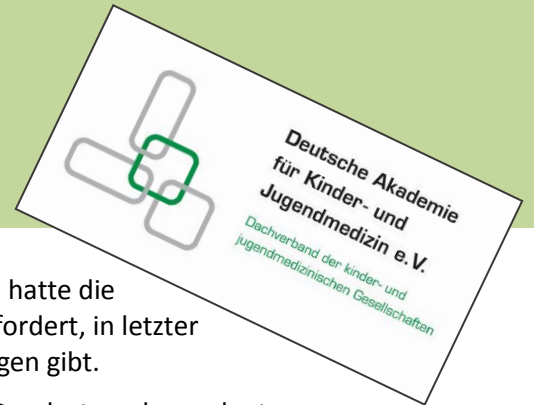 Deutsche Akademie
für Kinder- und
Jugendmedizin e.V.
Dachverband der kinder- und
jugendmedizinischen Gesellschaften
hatte die
fordert, in letzter
gen gibt.